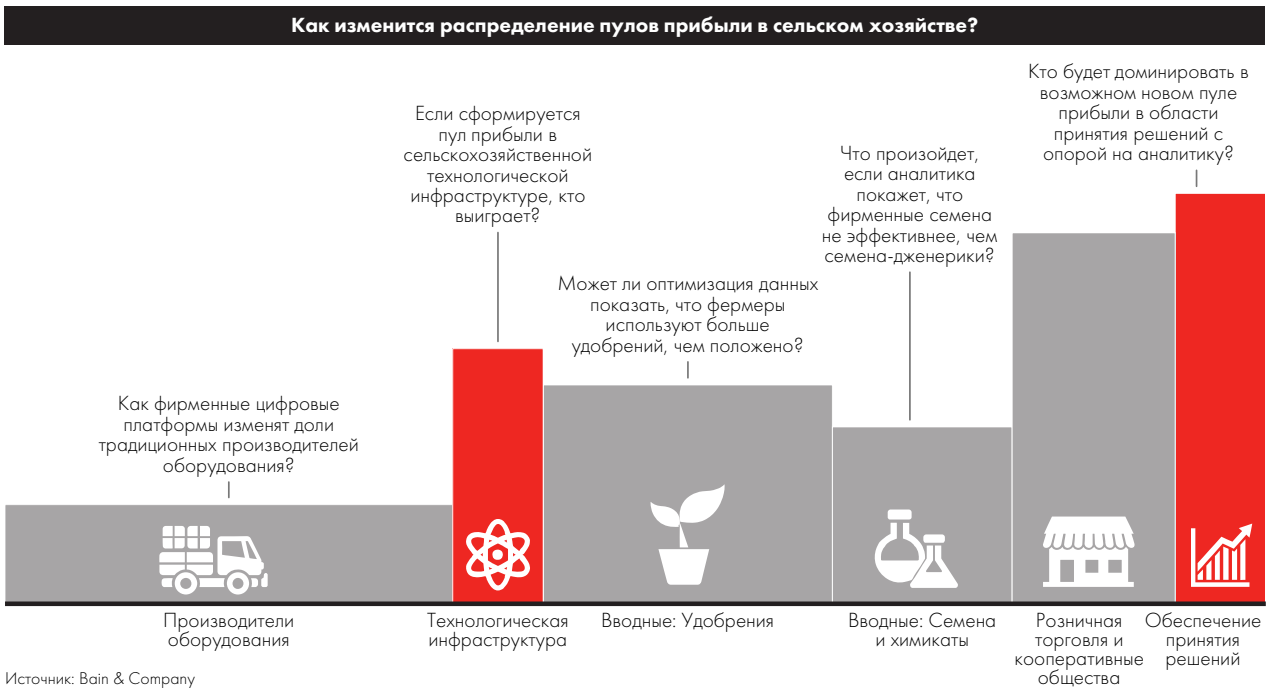 Как изменится распределение пулов прибыли в сельском хозяйстве?
Как фирменные цифровые
платформы изменят доли
традиционных производителей
оборудования?
Если сформируется
пул прибыли в
сельскохозяйственной
технологической
инфраструктуре, кто
выиграет?
Может ли оптимизация данных
показать, что фермеры
используют больше
удобрений, чем положено?
Что произойдет,
если аналитика
покажет, что
фирменные семена
не эффективнее, чем
семена-дженерики?
Кто будет доминировать в
возможном новом пуле
прибыли в области
принятия решений с
опорой на аналитику?
Производители
оборудования
Технологическая
инфраструктура
Вводные: Удобрения
Вводные: Семена
и химикаты
Розничная
торговля и
кооперативные
общества
Обеспечение
принятия
решений
Источник: Bain & Company